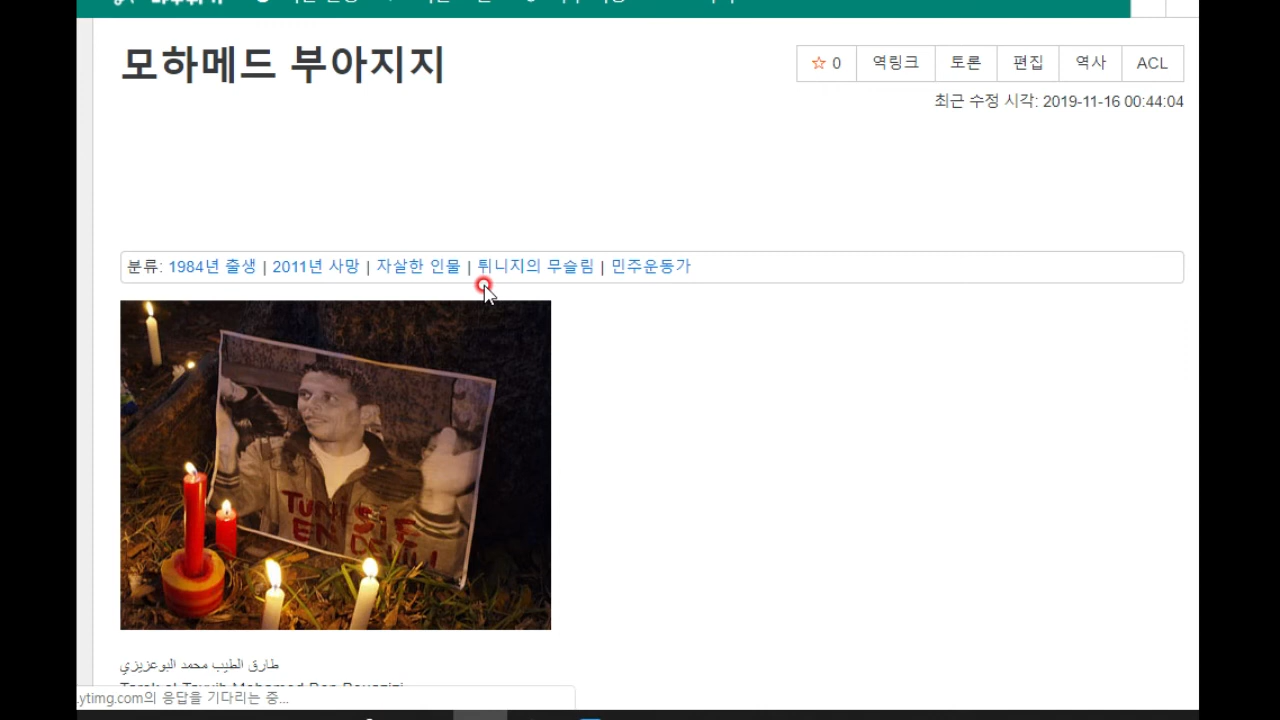 모하메드 부아지지
☆ 0 역링크 토론 편집 역사 ACL
최근 수정 시각: 2019-11-16 00:44:04
분류: 1984년 출생 | 2011년 사망 | 자살한 인물 | 튀니지의 무슬림 | 민주운동가
TUNISIE
EN DEUIL
طارق الطيب محمد البوعزيزي
.ytimg.com의 응답을 기다리는 중...